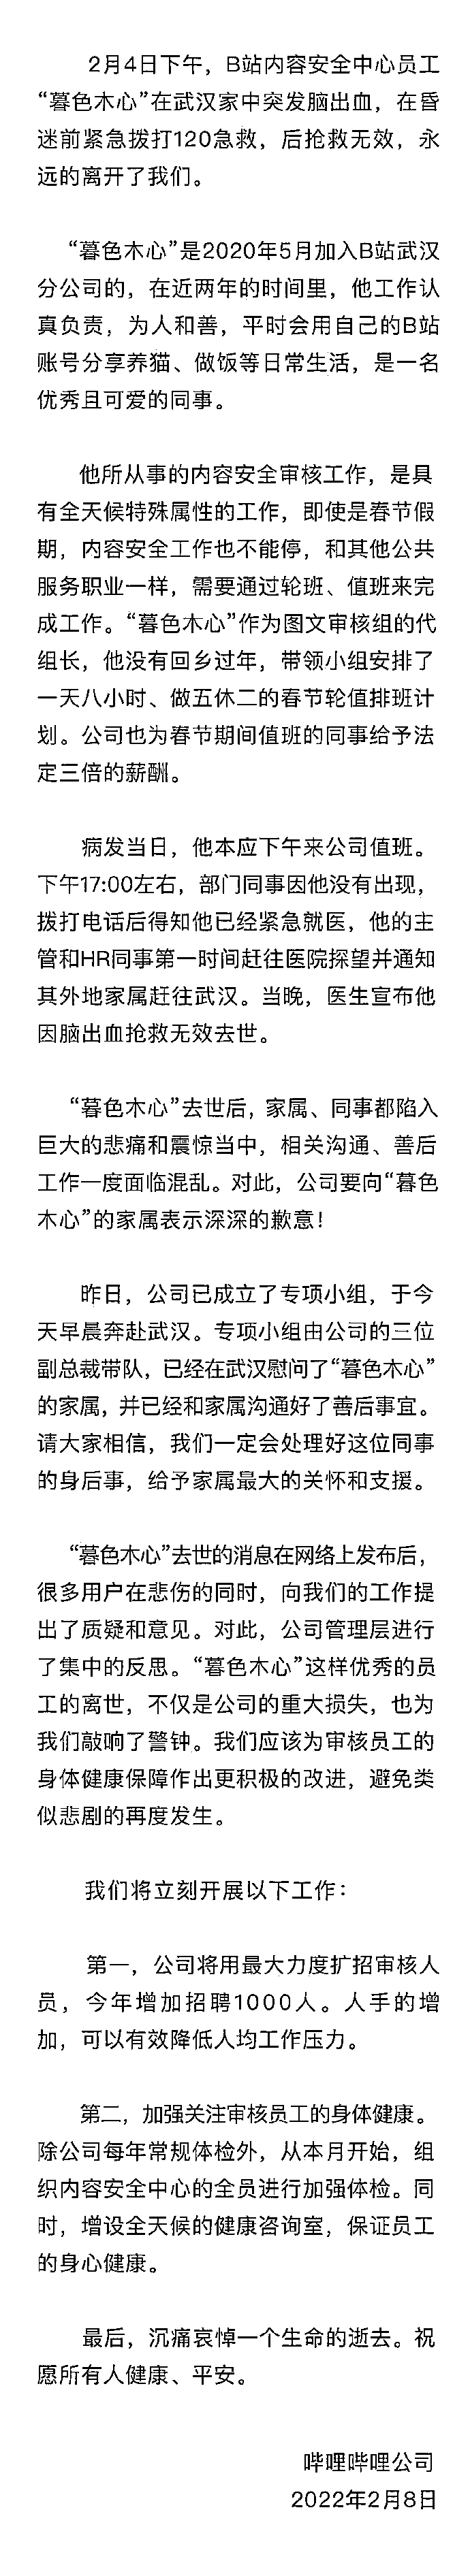 2月4日下午，B站内容安全中心员工
“暮色木心”在武汉家中突发脑出血，在昏
迷前紧急拨打120急救，后抢救无效，永
远的离开了我们。
“暮色木心”是2020年5月加入B站武汉
分公司的，在近两年的时间里，他工作认
真负责，为人和善，平时会用自己的B站
账号分享养猫、做饭等日常生活，是一名
优秀且可爱的同事。
他所从事的内容安全审核工作，是具
有全天候特殊属性的工作，即使是春节假
期，内容安全工作也不能停，和其他公共
服务职业一样，需要通过轮班、值班来完
成工作。“暮色木心”作为图文审核组的代
组长，他没有回乡过年，带领小组安排了
一天八小时、做五休二的春节轮值排班计
划。公司也为春节期间值班的同事给予法
定三倍的薪酬。
病发当日，他本应下午来公司值班。
下午17:00左右，部门同事因他没有出现，
拨打电话后得知他已经紧急就医，他的主
管和HR同事第一时间赶往医院探望并通知
其外地家属赶往武汉。当晚，医生宣布他
因脑出血抢救无效去世。
“暮色木心”去世后，家属、同事都陷入
巨大的悲痛和震惊当中，相关沟通、善后
工作一度面临混乱。对此，公司要向“暮色
木心”的家属表示深深的歉意！
昨日，公司已成立了专项小组，于今
天早晨奔赴武汉。专项小组由公司的三位
副总裁带队，已经在武汉慰问了“暮色木心”
的家属，并已经和家属沟通好了善后事宜。
请大家相信，我们一定会处理好这位同事
的身后事，给予家属最大的关怀和支援。
“暮色木心”去世的消息在网络上发布后，
很多用户在悲伤的同时，向我们的工作提
出了质疑和意见。对此，公司管理层进行
了集中的反思。“暮色木心”这样优秀的员
工的离世，不仅是公司的重大损失，也为
我们敲响了警钟。我们应该为审核员工的
身体健康保障作出更积极的改进，避免类
似悲剧的再度发生。
我们将立刻开展以下工作：
第一，公司将用最大力度扩招审核人
员，今年增加招聘1000人。人手的增
加，可以有效降低人均工作压力。
第二，加强关注审核员工的身体健康。
除公司每年常规体检外，从本月开始，组
织内容安全中心的全员进行加强体检。同
时，增设全天候的健康咨询室，保证员工
的身心健康。
最后，沉痛哀悼一个生命的逝去。祝
愿所有人健康、平安。
哔哩哔哩公司
2022年2月8日